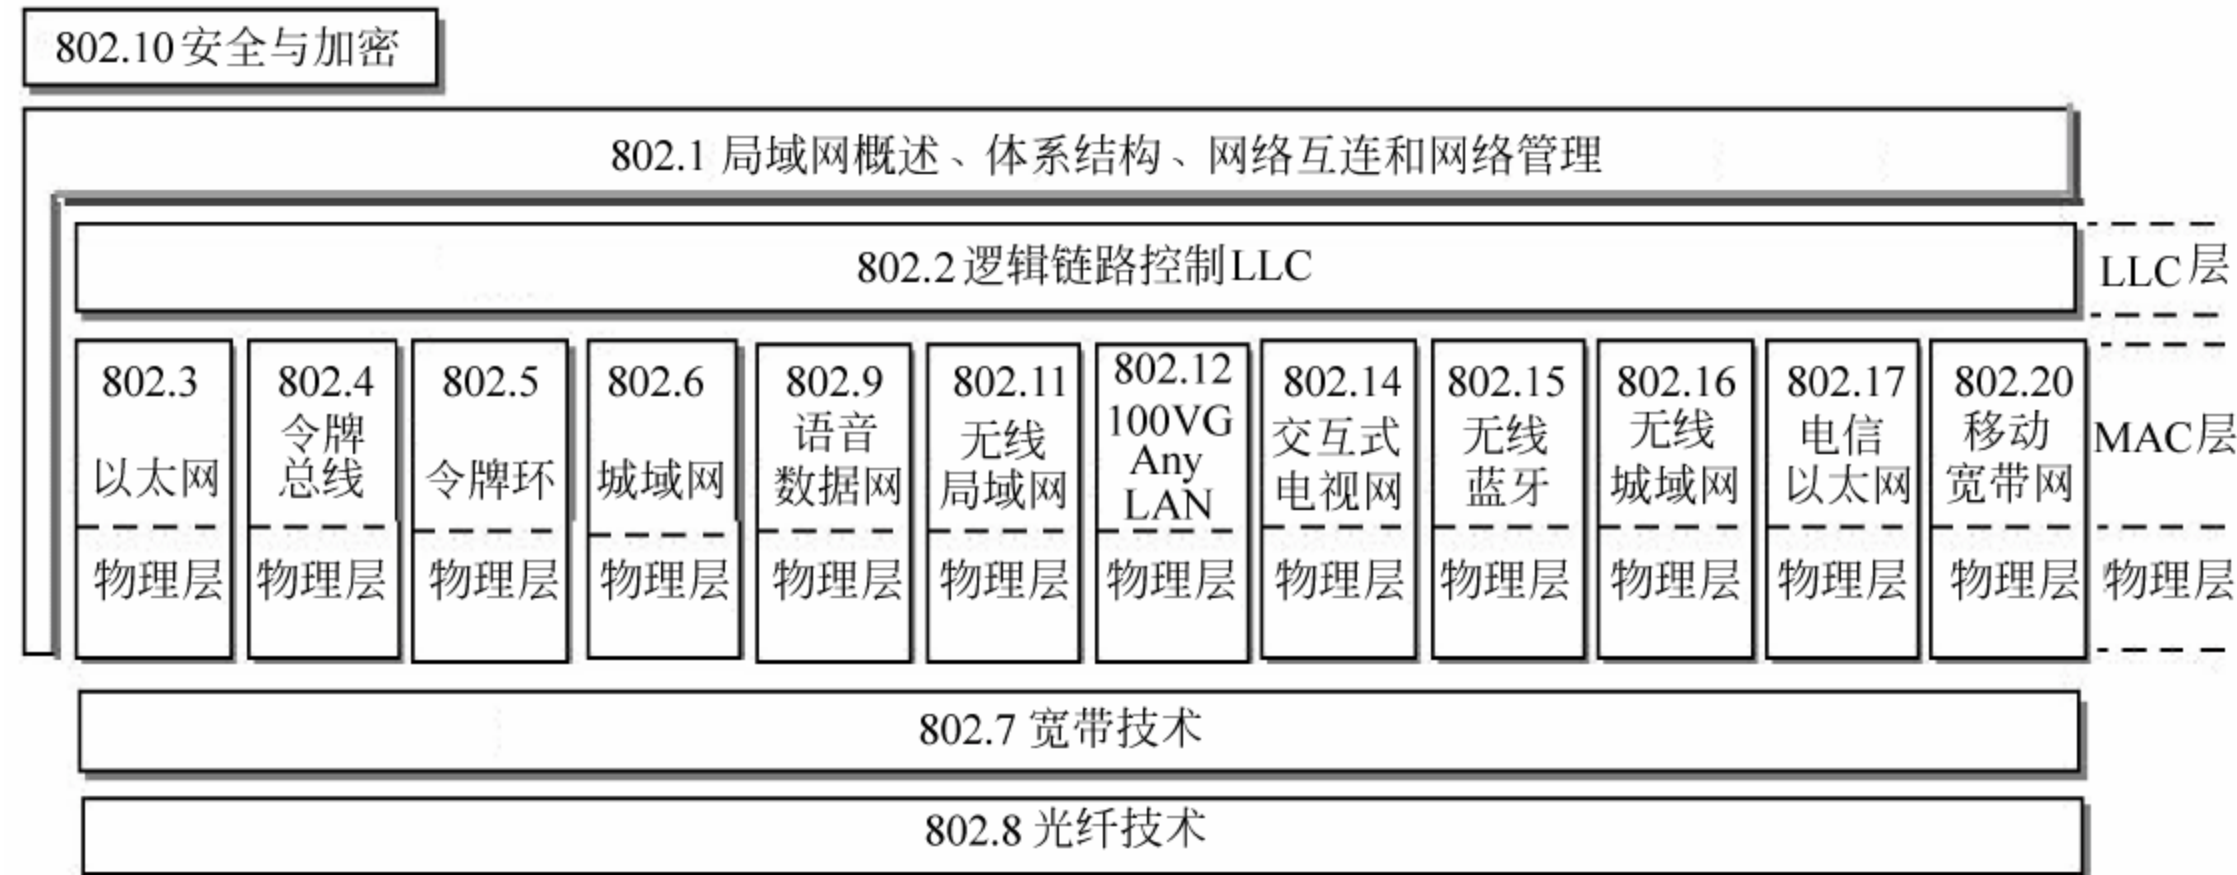 802.10安全与加密
802.1 局域网概述、体系结构、网络互连和网络管理
802.2逻辑链路控制LLC
LLC层
802.3
以太网
物理层
802.4
令牌
总线
物理层
802.5
令牌环
物理层
802.6
城域网
物理层
802.9
语音
数据网
物理层
802.11
无线
局域网
物理层
802.12
100VG
Any
LAN
物理层
802.14
交互式
电视网
物理层
802.15
无线
蓝牙
物理层
802.16
无线
城域网
物理层
802.17
电信
以太网
物理层
802.20
移动
宽带网
物理层
MAC层
物理层
802.7 宽带技术
802.8 光纤技术